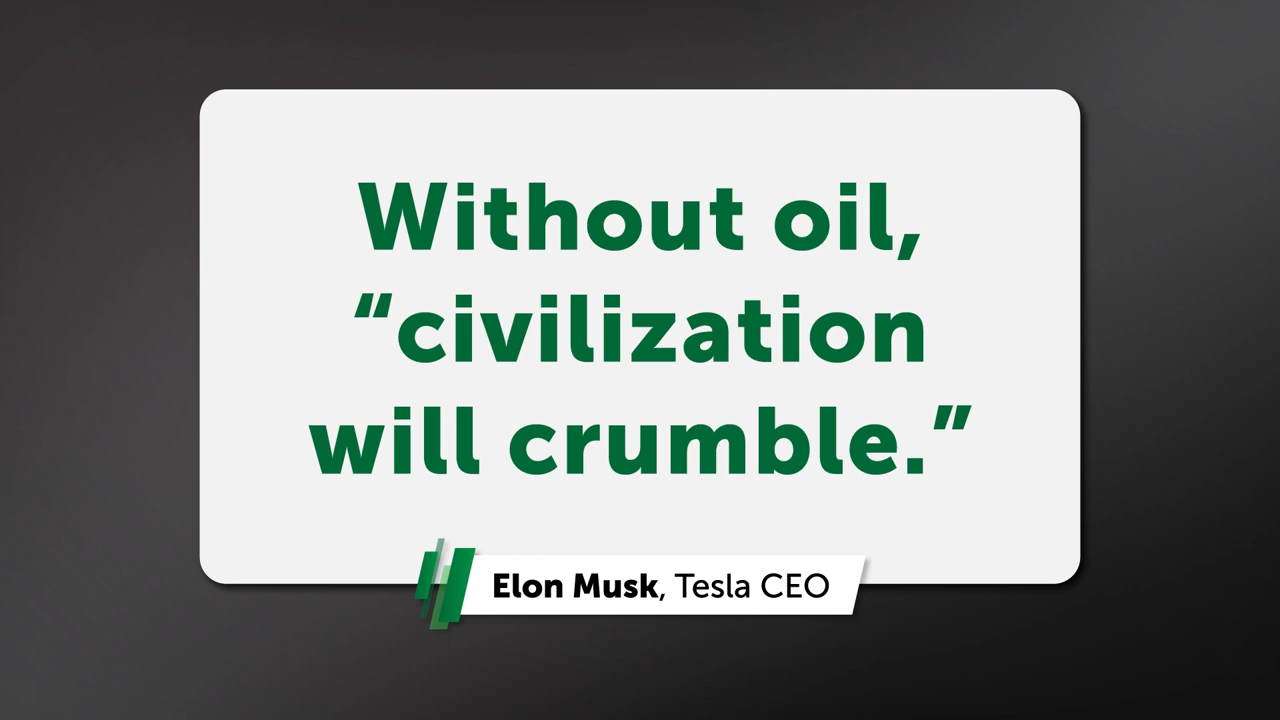 Without oil,
“civilization
will crumble.”
Elon Musk, Tesla CEO